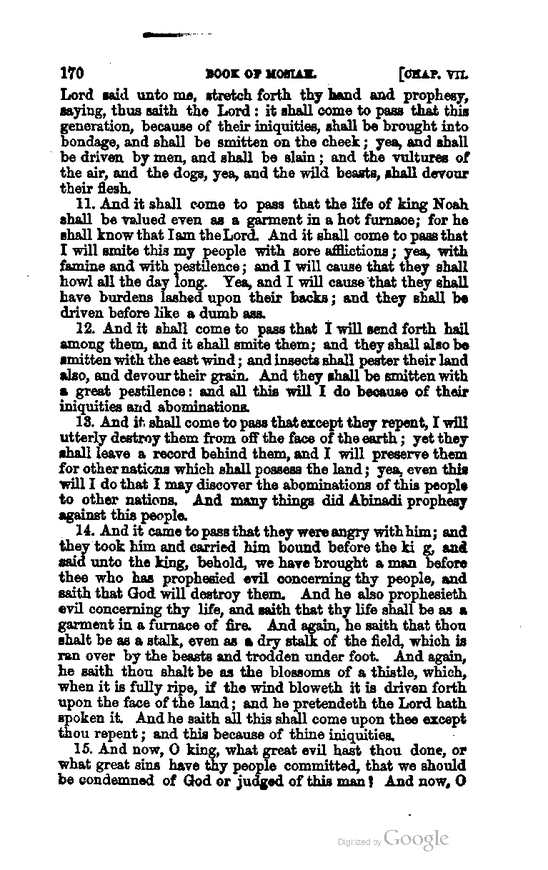 170 BOOK OF MOSIAH. [CHAP. VII.
Lord said unto me, stretch forth thy hand and prophesy,
saying, thus saith the Lord: it shall come to pass that this
generation, because of their iniquities, shall be brought into
bondage, and shall be smitten on the cheek; yea, and shall
be driven by men, and shall be slain; and the vultures of
the air, and the dogs, yea, and the wild beasts, shall devour
their flesh.
11. And it shall come to pass that the life of king Noah
shall be valued even as a garment in a hot furnace; for he
shall know that I am the Lord. And it shall come to pass that
I will smite this my people with sore afflictions; yea, with
famine and with pestilence; and I will cause that they shall
howl all the day long. Yea, and I will cause that they shall
have burdens lashed upon their backs; and they shall be
driven before like a dumb ass.
12. And it shall come to pass that I will send forth hail
among them, and it shall smite them; and they shall also be
smitten with the east wind; and insects shall pester their land
also, and devour their grain. And they shall be smitten with
a great pestilence: and all this will I do because of their
iniquities and abominations.
13. And it shall come to pass that except they repent, I will
utterly destroy them from off the face of the earth; yet they
shall leave a record behind them, and I will preserve them
for other nations which shall possess the land; yea, even this
will I do that I may discover the abominations of this people
to other nations. And many things did Abinadi prophesy
against this people.
14. And it came to pass that they were angry with him; and
they took him and carried him bound before the ki g, and
said unto the king, behold, we have brought a man before
thee who has prophesied evil concerning thy people, and
saith that God will destroy them. And he also prophesieth
evil concerning thy life, and saith that thy life shall be as a
garment in a furnace of fire. And again, he saith that thou
shalt be as a stalk, even as a dry stalk of the field, which is
ran over by the beasts and trodden under foot. And again,
he saith thou shalt be as the blossoms of a thistle, which,
when it is fully ripe, if the wind bloweth it is driven forth
upon the face of the land; and he pretendeth the Lord hath
spoken it. And he saith all this shall come upon thee except
thou repent; and this because of thine iniquities.
15. And now, O king, what great evil hast thou done, or
what great sins have thy people committed, that we should
be condemned of God or judged of this man? And now, O
Digitized by Google